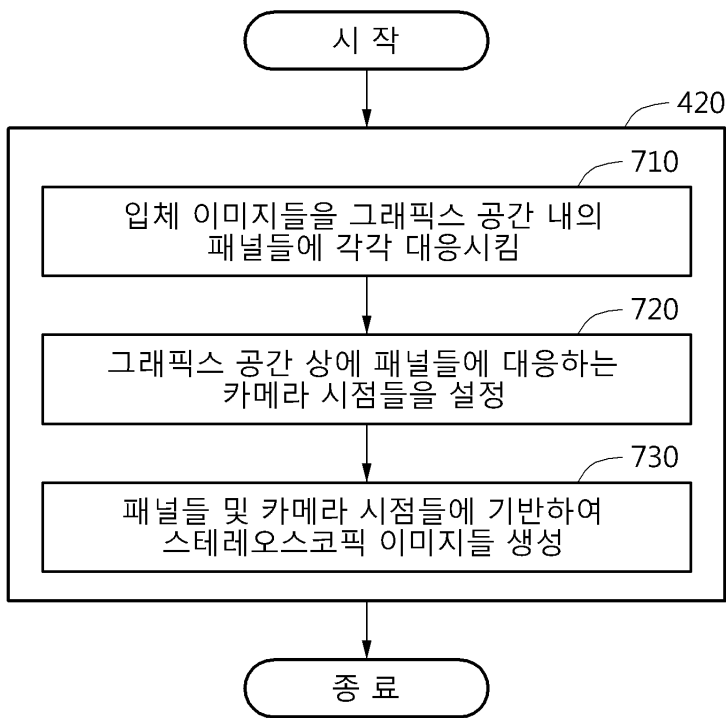 시 작
420
710
입체 이미지들을 그래픽스 공간 내의
패널들에 각각 대응시킴
720
그래픽스 공간 상에 패널들에 대응하는
카메라 시점들을 설정
730
패널들 및 카메라 시점들에 기반하여
스테레오스코픽 이미지들 생성
종 료